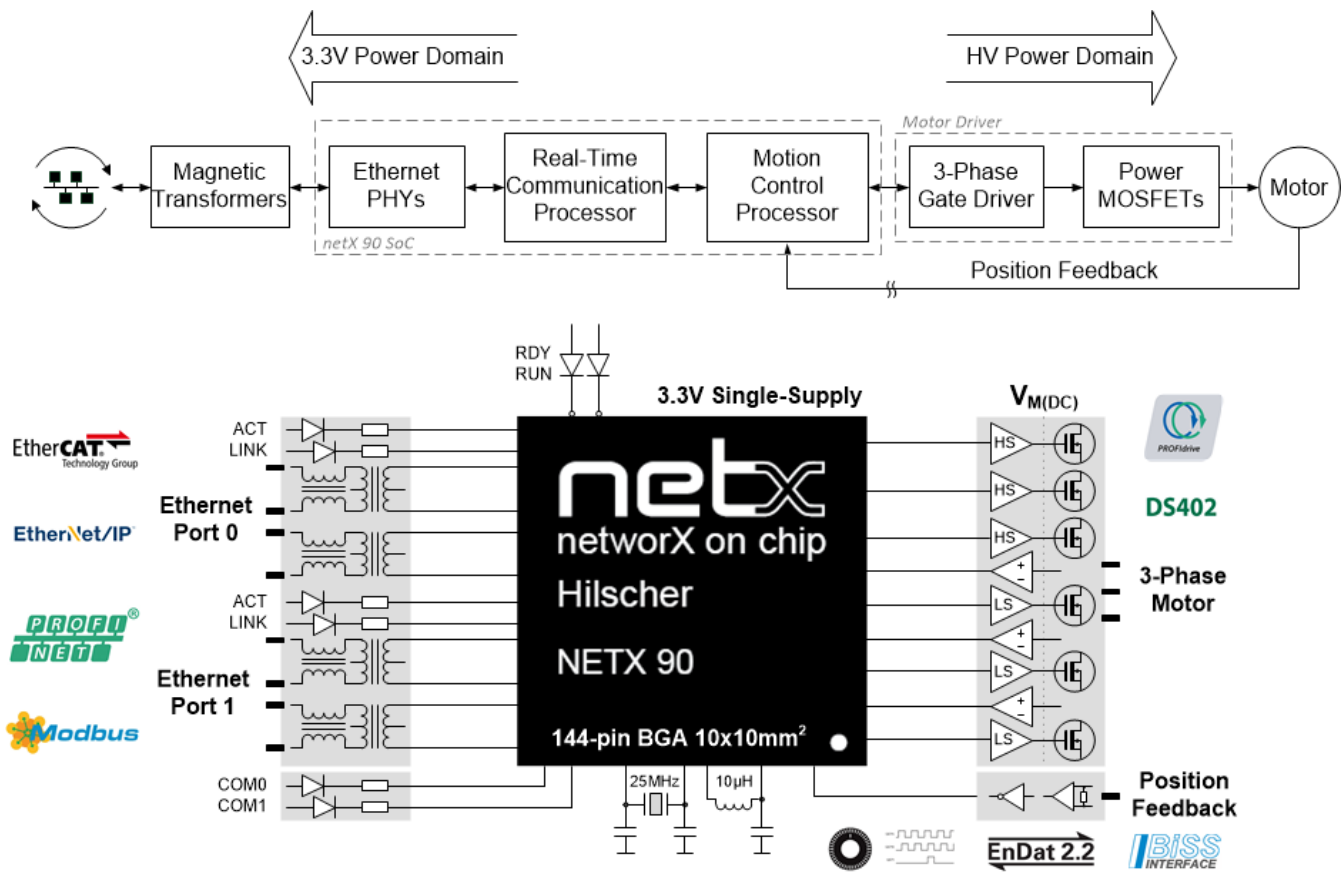 3.3V Power Domain
HV Power Domain
Motor Driver
Magnetic
Transformers
Ethernet
PHYs
Real-Time
Communication
Processor
Motion
Control
Processor
3-Phase
Gate Driver
Power
MOSFETs
Motor
netX 90 SoC
Position Feedback
RDY
RUN
3.3V Single-Supply
VM(DC)
ACT
LINK
Ethernet
Port 0
ACT
LINK
Ethernet
Port 1
COM0
COM1
EtherCAT.
Technology Group
EtherNet/IP
PROFI
NET®
Modbus
netx
networX on chip
Hilscher
NETX 90
144-pin BGA 10x10mm²
25MHz
10µH
HS
HS
HS
+
−
LS
+
−
LS
+
−
LS
PROFIdrive
DS402
3-Phase
Motor
Position
Feedback
EnDat 2.2
BiSS
INTERFACE